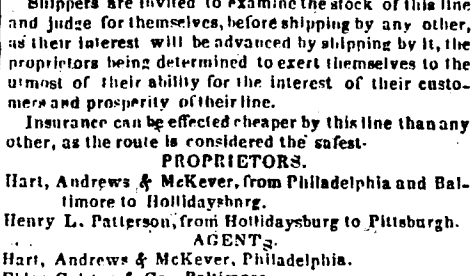 Shippers are invited to examine the stock of this line
and judge for themselves, before shipping by any other,
as their interest will be advanced by shipping by it, the
proprietors being determined to exert themselves to the
utmost of their ability for the interest of their custo-
mers and prosperity of their line.
Insurance can be effected cheaper by this line than any
other, as the route is considered the safest.
PROPRIETORS.
Hart, Andrews & McKever, from Philadelphia and Bal-
timore to Hollidaysburg.
Henry L. Patterson, from Hollidaysburg to Pittsburgh.
AGENTS.
Hart, Andrews & McKever, Philadelphia.
& Co. Baltimore